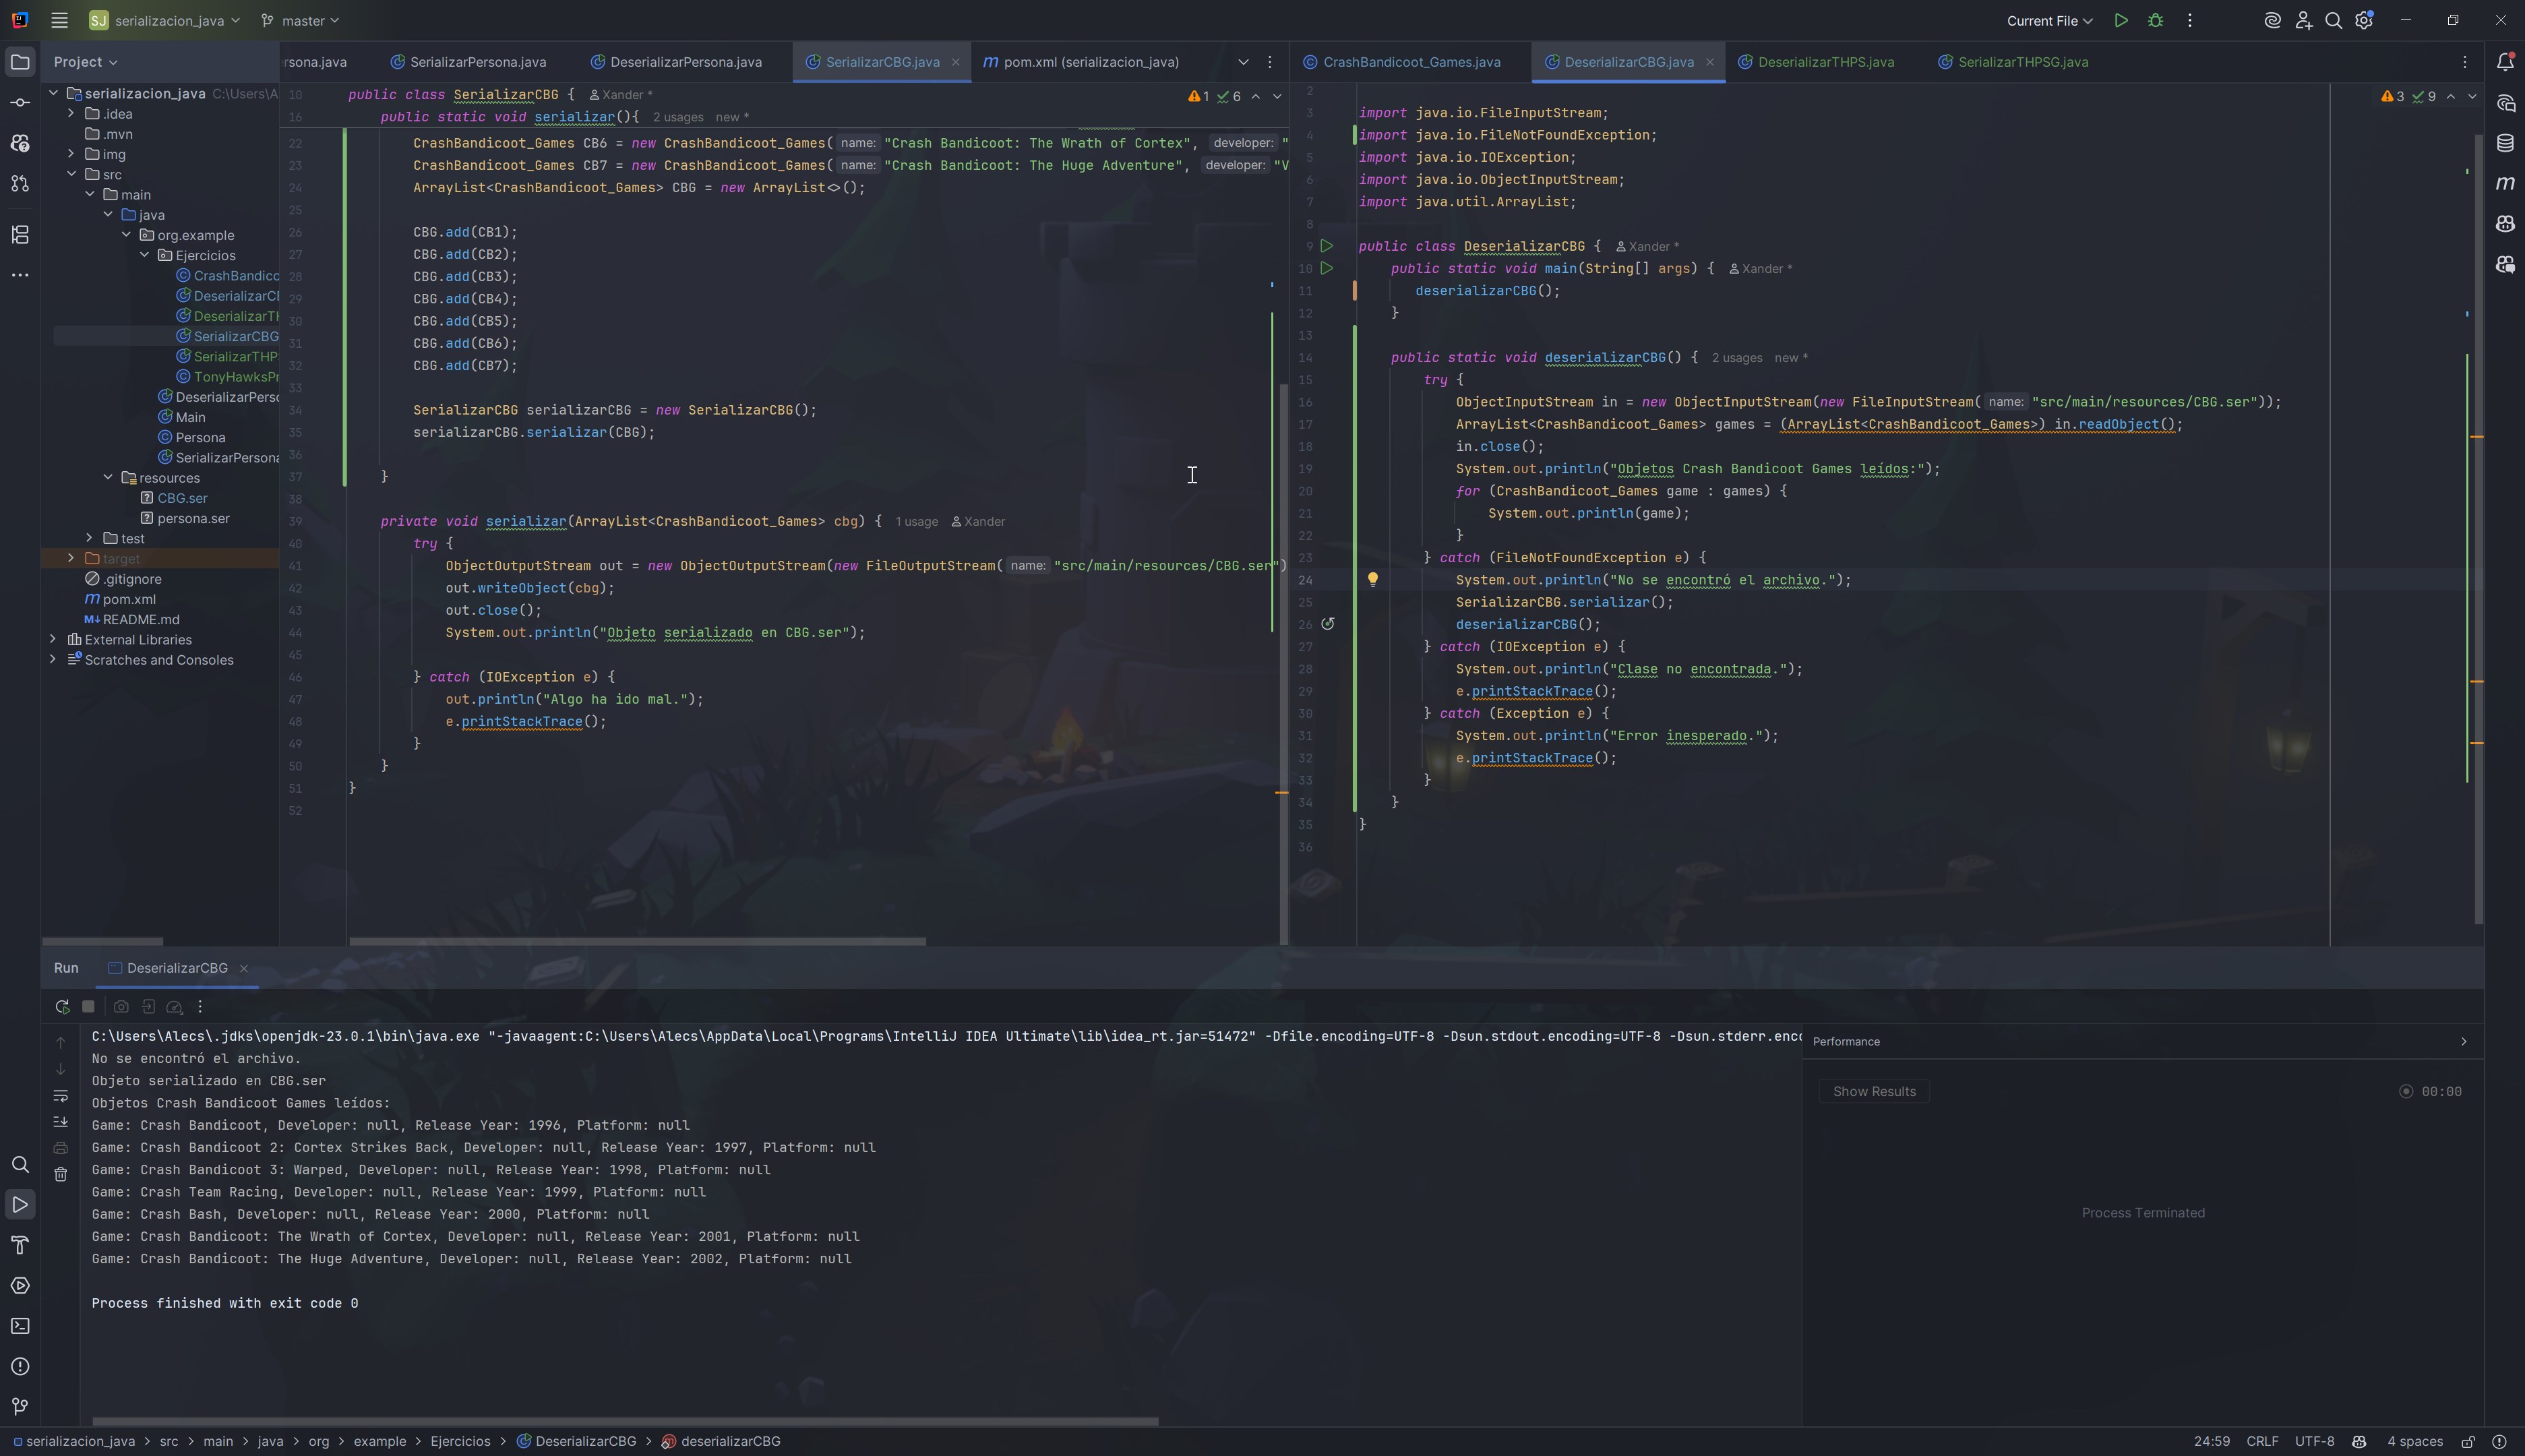 SJ serializacion_java master Current File
Project
rsona.java SerializarPersona.java DeserializarPersona.java SerializarCBG.java pom.xml (serializacion_java) CrashBandicoot_Games.java DeserializarCBG.java DeserializarTHPS.java SerializarTHPSG.java
serializacion_java C:\Users\A
.idea
.mvn
img
src
main
java
org.example
Ejercicios
CrashBandicc
DeserializarCB
DeserializarTH
SerializarCBG
SerializarTHP
TonyHawksPr
DeserializarPerso
Main
Persona
SerializarPersona
resources
CBG.ser
persona.ser
test
target
.gitignore
pom.xml
README.md
External Libraries
Scratches and Consoles
1 6
10 public class SerializarCBG { Xander *
16 public static void serializar(){ 2 usages new *
22 CrashBandicoot_Games CB6 = new CrashBandicoot_Games( name: "Crash Bandicoot: The Wrath of Cortex", developer: "
23 CrashBandicoot_Games CB7 = new CrashBandicoot_Games( name: "Crash Bandicoot: The Huge Adventure", developer: "V
24 ArrayList<CrashBandicoot_Games> CBG = new ArrayList<>();
25
26 CBG.add(CB1);
27 CBG.add(CB2);
28 CBG.add(CB3);
29 CBG.add(CB4);
30 CBG.add(CB5);
31 CBG.add(CB6);
32 CBG.add(CB7);
33
34 SerializarCBG serializarCBG = new SerializarCBG();
35 serializarCBG.serializar(CBG);
36
37 }
38
39 private void serializar(ArrayList<CrashBandicoot_Games> cbg) { 1 usage Xander
40 try {
41 ObjectOutputStream out = new ObjectOutputStream(new FileOutputStream( name: "src/main/resources/CBG.ser")
42 out.writeObject(cbg);
43 out.close();
44 System.out.println("Objeto serializado en CBG.ser");
45
46 } catch (IOException e) {
47 out.println("Algo ha ido mal.");
48 e.printStackTrace();
49 }
50 }
51 }
52
3 9
2
3 import java.io.FileInputStream;
4 import java.io.FileNotFoundException;
5 import java.io.IOException;
6 import java.io.ObjectInputStream;
7 import java.util.ArrayList;
8
9 public class DeserializarCBG { Xander *
10 public static void main(String[] args) { Xander *
11 deserializarCBG();
12 }
13
14 public static void deserializarCBG() { 2 usages new *
15 try {
16 ObjectInputStream in = new ObjectInputStream(new FileInputStream( name: "src/main/resources/CBG.ser"));
17 ArrayList<CrashBandicoot_Games> games = (ArrayList<CrashBandicoot_Games>) in.readObject();
18 in.close();
19 System.out.println("Objetos Crash Bandicoot Games leídos:");
20 for (CrashBandicoot_Games game : games) {
21 System.out.println(game);
22 }
23 } catch (FileNotFoundException e) {
24 System.out.println("No se encontró el archivo.");
25 SerializarCBG.serializar();
26 deserializarCBG();
27 } catch (IOException e) {
28 System.out.println("Clase no encontrada.");
29 e.printStackTrace();
30 } catch (Exception e) {
31 System.out.println("Error inesperado.");
32 e.printStackTrace();
33 }
34 }
35 }
36
Run DeserializarCBG
C:\Users\Alecs\.jdks\openjdk-23.0.1\bin\java.exe "-javaagent:C:\Users\Alecs\AppData\Local\Programs\IntelliJ IDEA Ultimate\lib\idea_rt.jar=51472" -Dfile.encoding=UTF-8 -Dsun.stdout.encoding=UTF-8 -Dsun.stderr.enco
No se encontró el archivo.
Objeto serializado en CBG.ser
Objetos Crash Bandicoot Games leídos:
Game: Crash Bandicoot, Developer: null, Release Year: 1996, Platform: null
Game: Crash Bandicoot 2: Cortex Strikes Back, Developer: null, Release Year: 1997, Platform: null
Game: Crash Bandicoot 3: Warped, Developer: null, Release Year: 1998, Platform: null
Game: Crash Team Racing, Developer: null, Release Year: 1999, Platform: null
Game: Crash Bash, Developer: null, Release Year: 2000, Platform: null
Game: Crash Bandicoot: The Wrath of Cortex, Developer: null, Release Year: 2001, Platform: null
Game: Crash Bandicoot: The Huge Adventure, Developer: null, Release Year: 2002, Platform: null
Process finished with exit code 0
Performance
Show Results 00:00
Process Terminated
serializacion_java > src > main > java > org > example > Ejercicios > DeserializarCBG > deserializarCBG 24:59 CRLF UTF-8 4 spaces